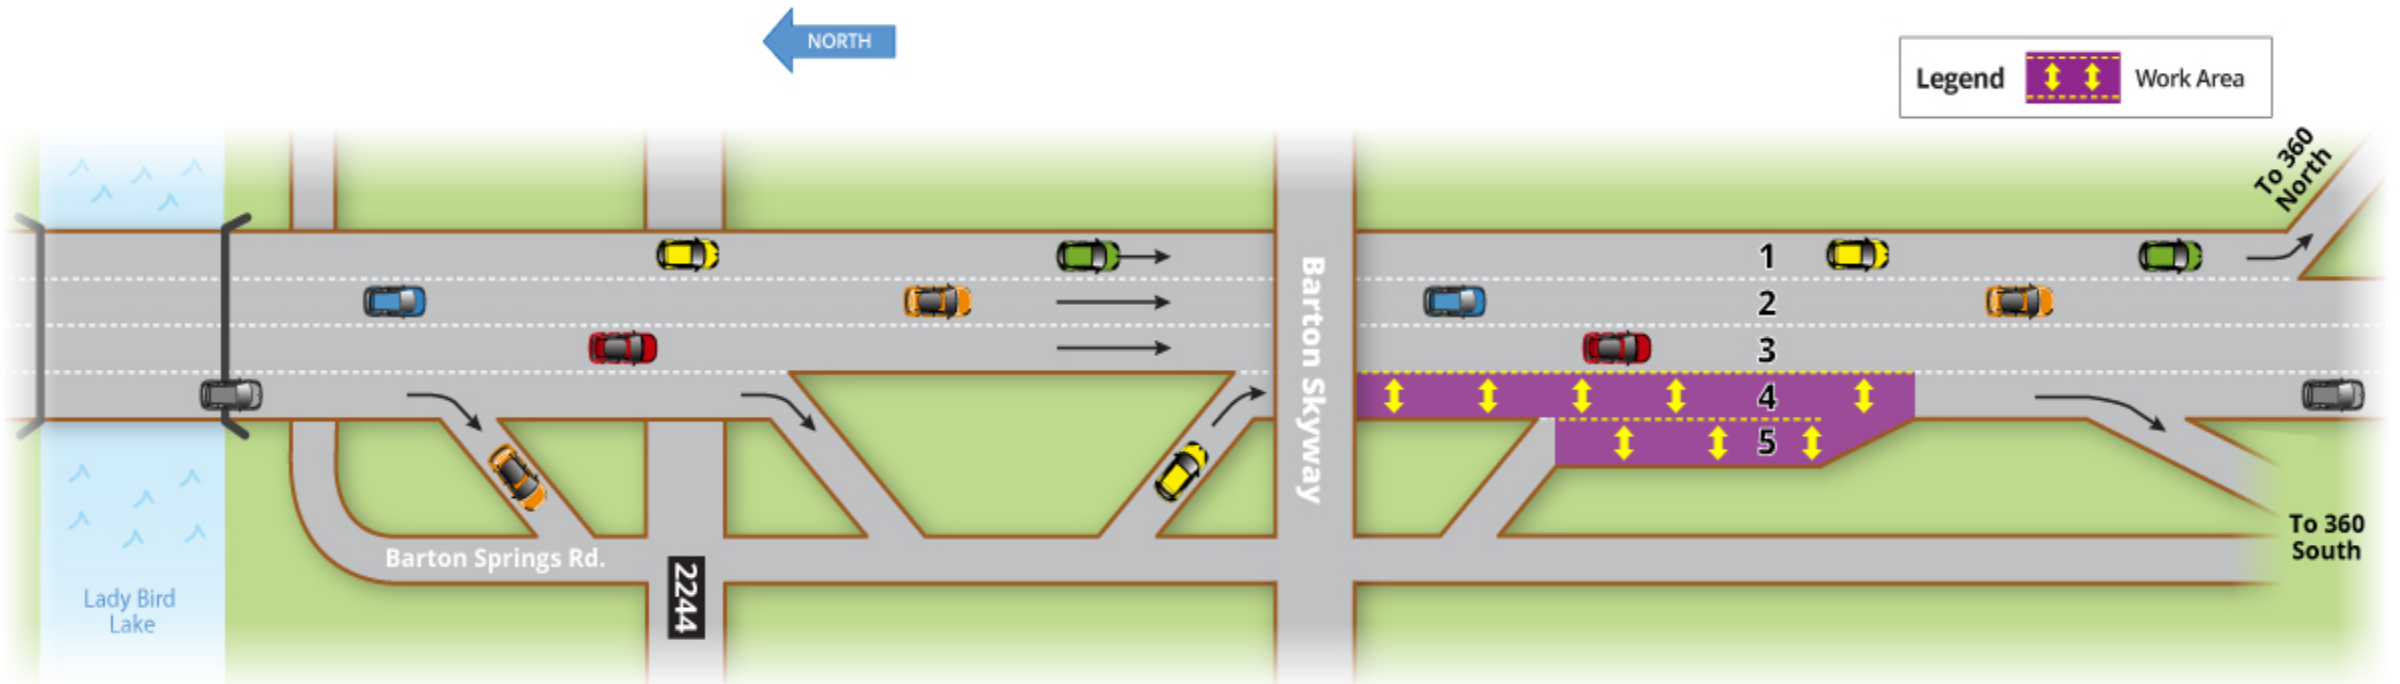 NORTH
Legend
Work Area
To 360
North
Barton Skyway
1
2
3
4
5
Barton Springs Rd.
2244
Lady Bird
Lake
To 360
South